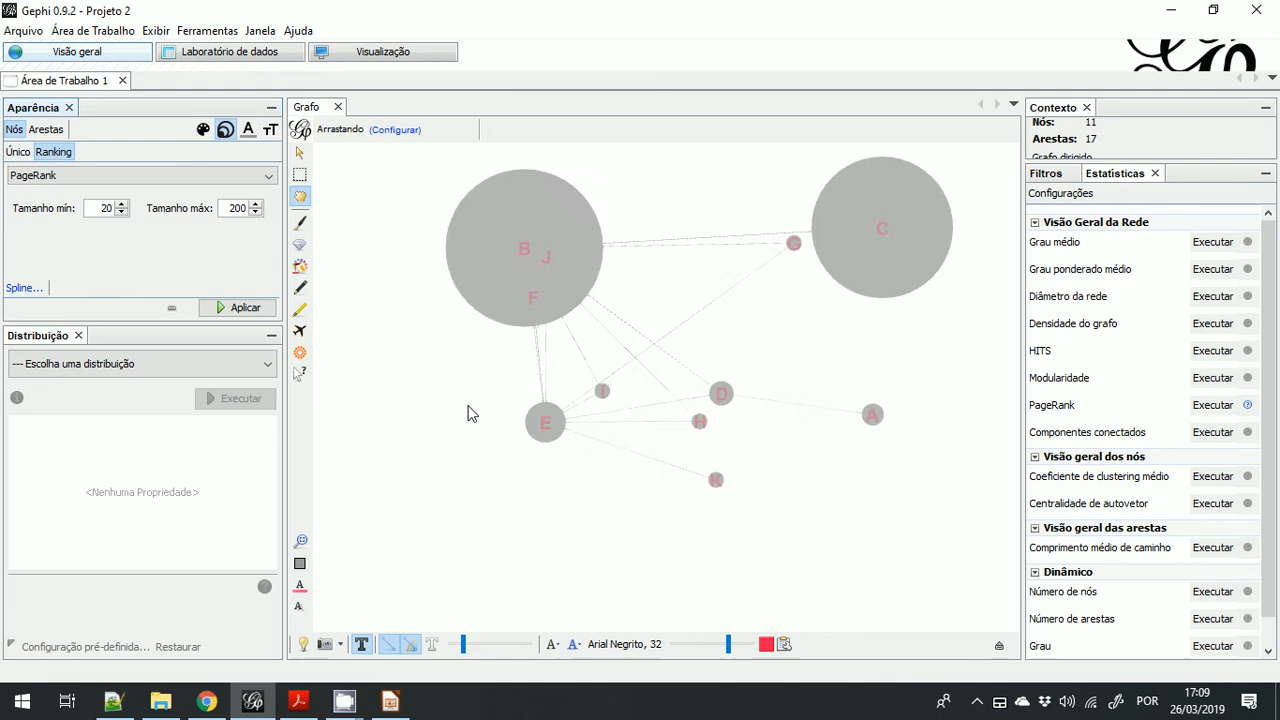 Gephi 0.9.2 - Projeto 2
Arquivo Área de Trabalho Exibir Ferramentas Janela Ajuda
Visão geral Laboratório de dados Visualização
Área de Trabalho 1
Aparência
Nós Arestas
Único Ranking
PageRank
Tamanho mín: 20 Tamanho máx: 200
Spline...
Aplicar
Distribuição
--- Escolha uma distribuição
Executar
<Nenhuma Propriedade>
Configuração pré-definida... Restaurar
Grafo
Arrastando (Configurar)
C
B
G
J
F
I
D
A
E
H
K
Arial Negrito, 32
Contexto
Nós: 11
Arestas: 17
Grafo dirigido
Filtros Estatísticas
Configurações
Visão Geral da Rede
Grau médio Executar
Grau ponderado médio Executar
Diâmetro da rede Executar
Densidade do grafo Executar
HITS Executar
Modularidade Executar
PageRank Executar
Componentes conectados Executar
Visão geral dos nós
Coeficiente de clustering médio Executar
Centralidade de autovetor Executar
Visão geral das arestas
Comprimento médio de caminho Executar
Dinâmico
Número de nós Executar
Número de arestas Executar
Grau Executar
POR
17:09
26/03/2019